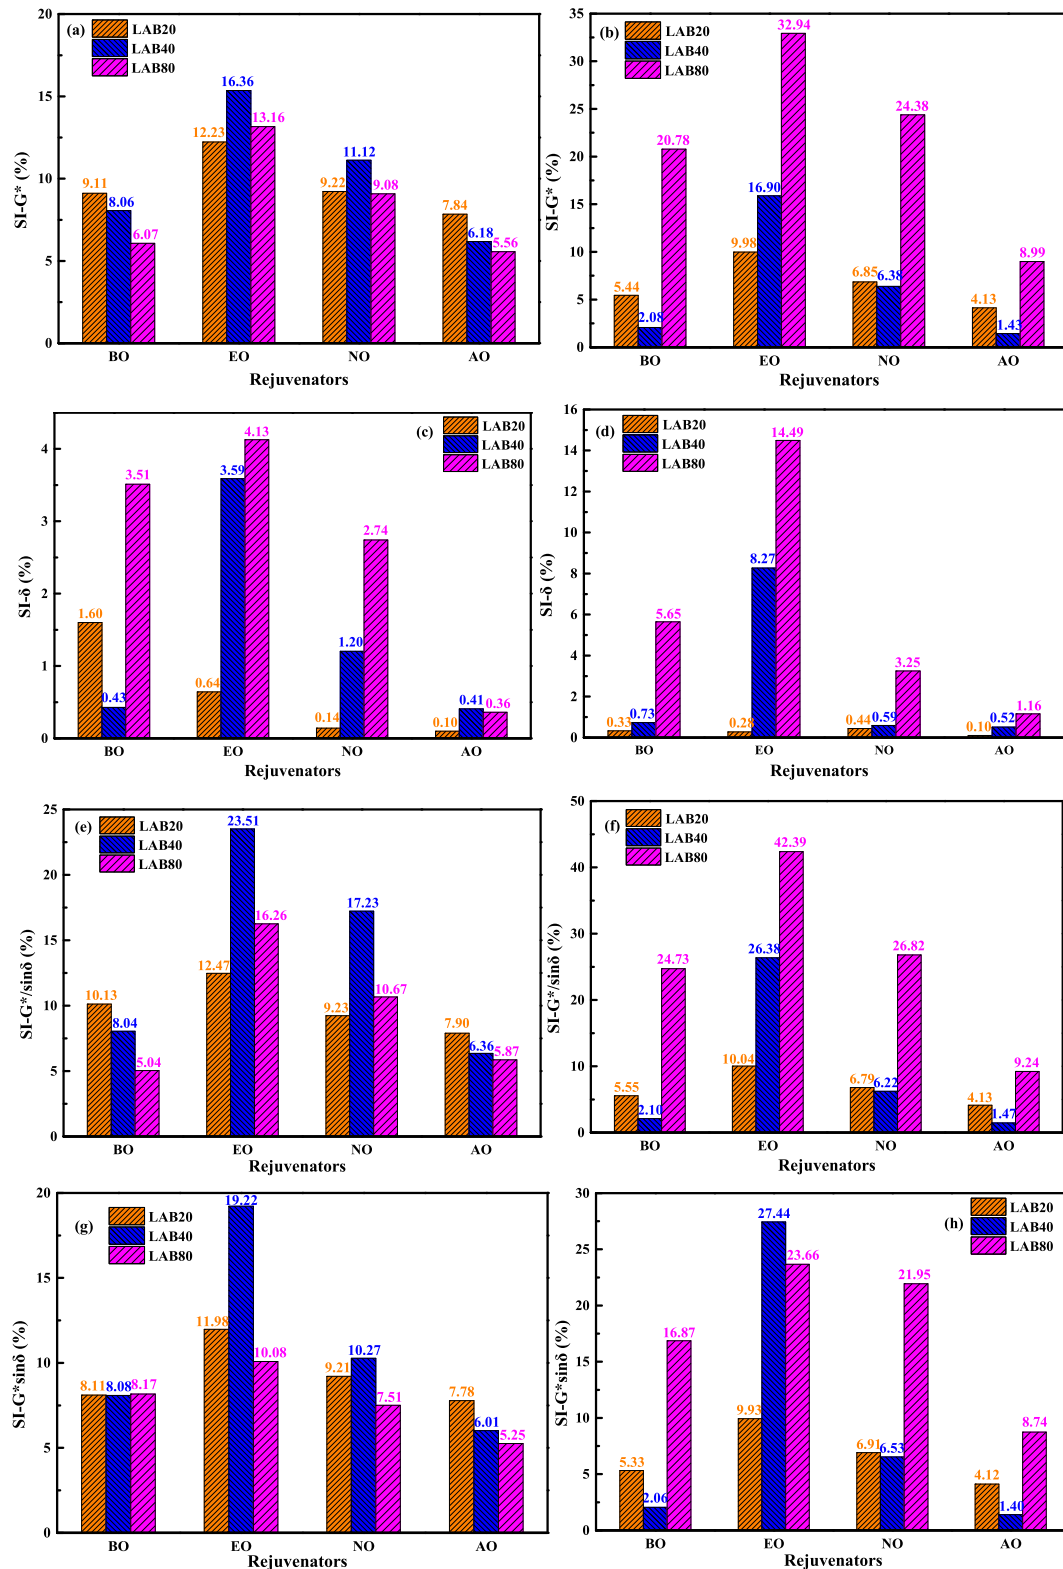 (a)
LAB20
LAB40
LAB80
SI-G* (%)
20
15
10
5
0
9.11
8.06
6.07
12.23
16.36
13.16
9.22
11.12
9.08
7.84
6.18
5.56
BO EO NO AO
Rejuvenators
(b)
LAB20
LAB40
LAB80
SI-G* (%)
35
30
25
20
15
10
5
0
5.44
2.08
20.78
9.98
16.90
32.94
6.85
6.38
24.38
4.13
1.43
8.99
BO EO NO AO
Rejuvenators
(c)
LAB20
LAB40
LAB80
SI-δ (%)
4
3
2
1
0
1.60
0.43
3.51
0.64
3.59
4.13
0.14
1.20
2.74
0.10
0.41
0.36
BO EO NO AO
Rejuvenators
(d)
LAB20
LAB40
LAB80
SI-δ (%)
16
14
12
10
8
6
4
2
0
0.33
0.73
5.65
0.28
8.27
14.49
0.44
0.59
3.25
0.10
0.52
1.16
BO EO NO AO
Rejuvenators
(e)
LAB20
LAB40
LAB80
SI-G*/sinδ (%)
25
20
15
10
5
0
10.13
8.04
5.04
12.47
23.51
16.26
9.23
17.23
10.67
7.90
6.36
5.87
BO EO NO AO
Rejuvenators
(f)
LAB20
LAB40
LAB80
SI-G*/sinδ (%)
50
40
30
20
10
0
5.55
2.10
24.73
10.04
26.38
42.39
6.79
6.22
26.82
4.13
1.47
9.24
BO EO NO AO
Rejuvenators
(g)
LAB20
LAB40
LAB80
SI-G*sinδ (%)
20
15
10
5
0
8.11
8.08
8.17
11.98
19.22
10.08
9.21
10.27
7.51
7.78
6.01
5.25
BO EO NO AO
Rejuvenators
(h)
LAB20
LAB40
LAB80
SI-G*sinδ (%)
30
25
20
15
10
5
0
5.33
2.06
16.87
9.93
27.44
23.66
6.91
6.53
21.95
4.12
1.40
8.74
BO EO NO AO
Rejuvenators